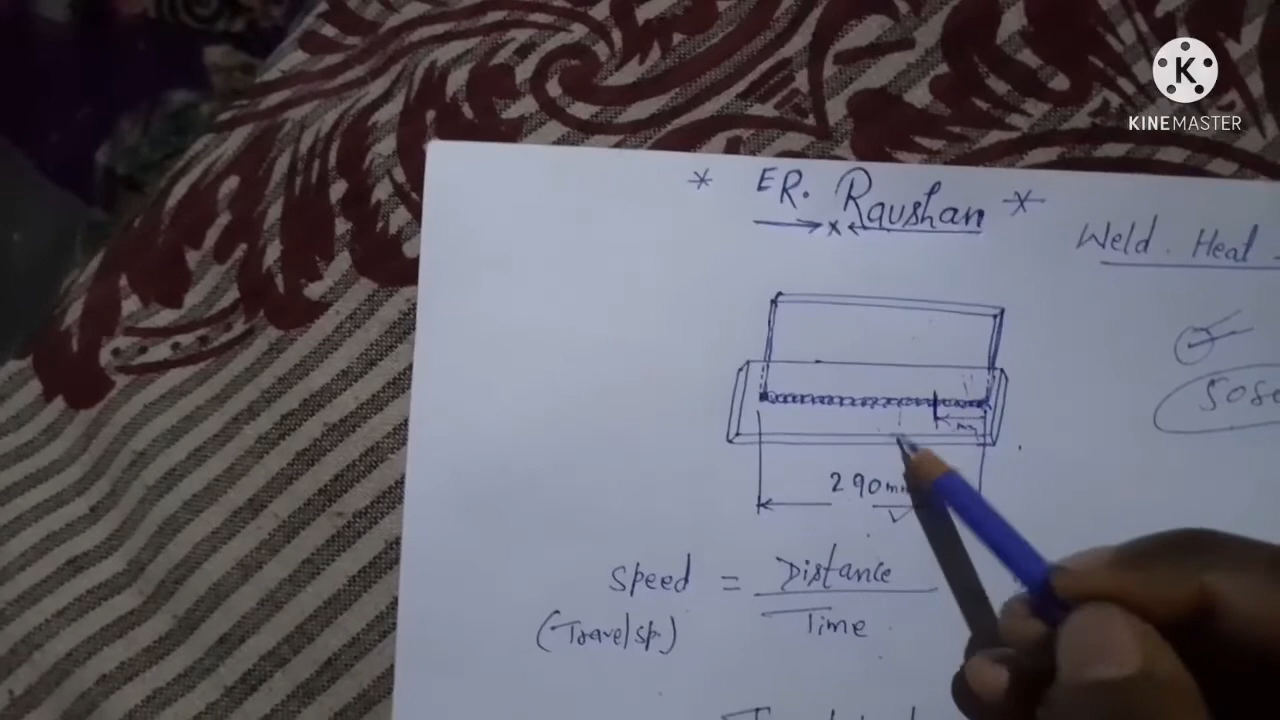 K
KINEMASTER
* ER. Raushan *
Weld. Heat
290mm
Speed = Distance
Time
(Travel sp.)